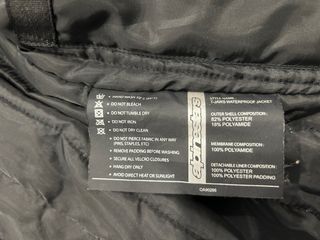 • DO NOT BLEACH
• DO NOT TUMBLE DRY
• DO NOT IRON
• DO NOT DRY CLEAN
• DO NOT PIERCE FABRIC IN ANY WAY
(PINS, STAPLES, ETC)
• REMOVE PADDING BEFORE WASHING
• SECURE ALL VELCRO CLOSURES
• HANG DRY ONLY
• AVOID DIRECT HEAT OR SUNLIGHT
alpinestars
STYLE NAME:
T-JAWS WATERPROOF JACKET
OUTER SHELL COMPOSITION:
82% POLYESTER
18% POLYAMIDE
MEMBRANE COMPOSITION:
100% POLYAMIDE
DETACHABLE LINER COMPOSITION:
100% POLYESTER
100% POLYESTER PADDING